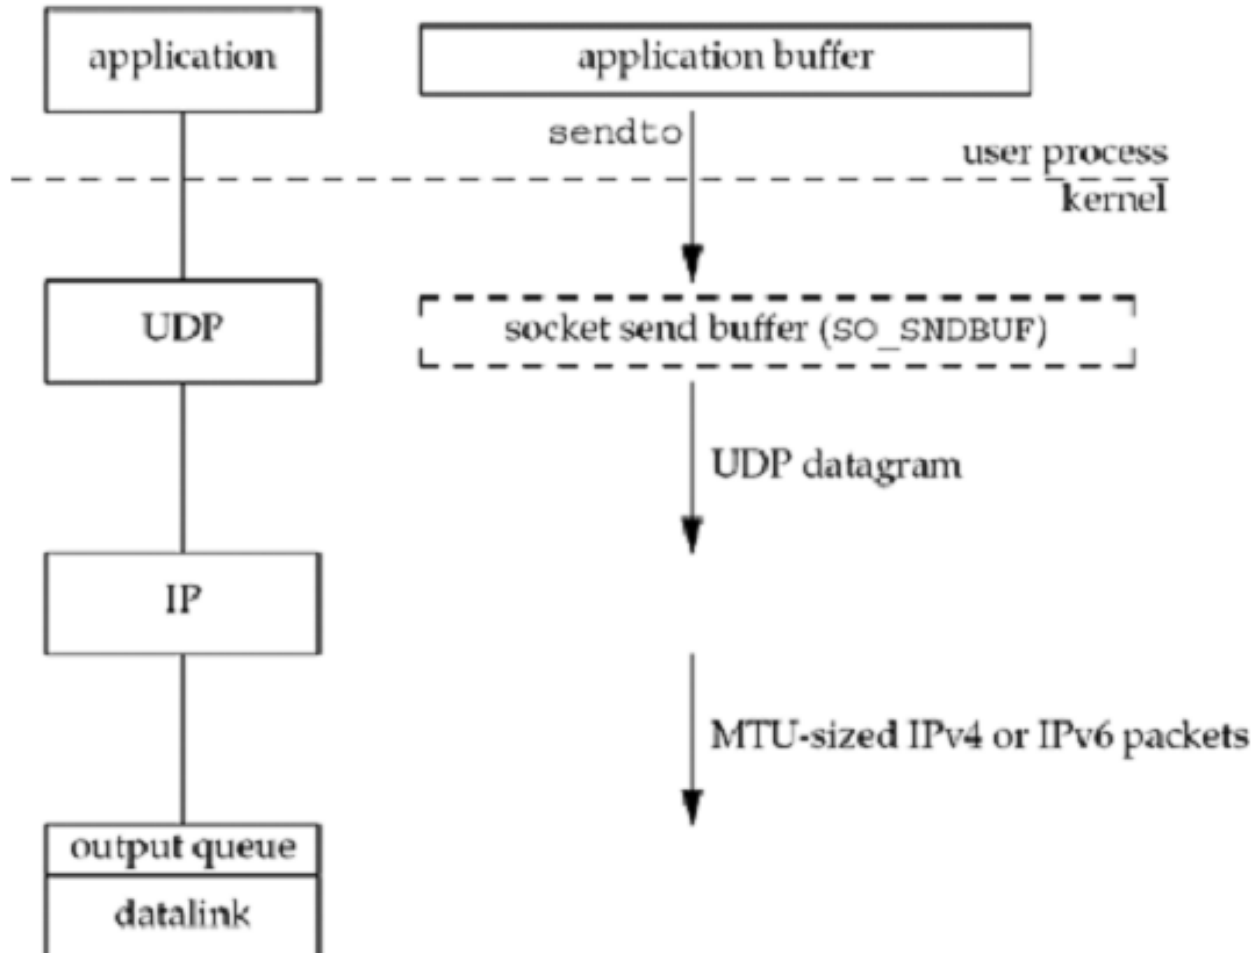 application
application buffer
sendto
user process
kernel
UDP
socket send buffer (SO_SNDBUF)
UDP datagram
IP
MTU-sized IPv4 or IPv6 packets
output queue
datalink